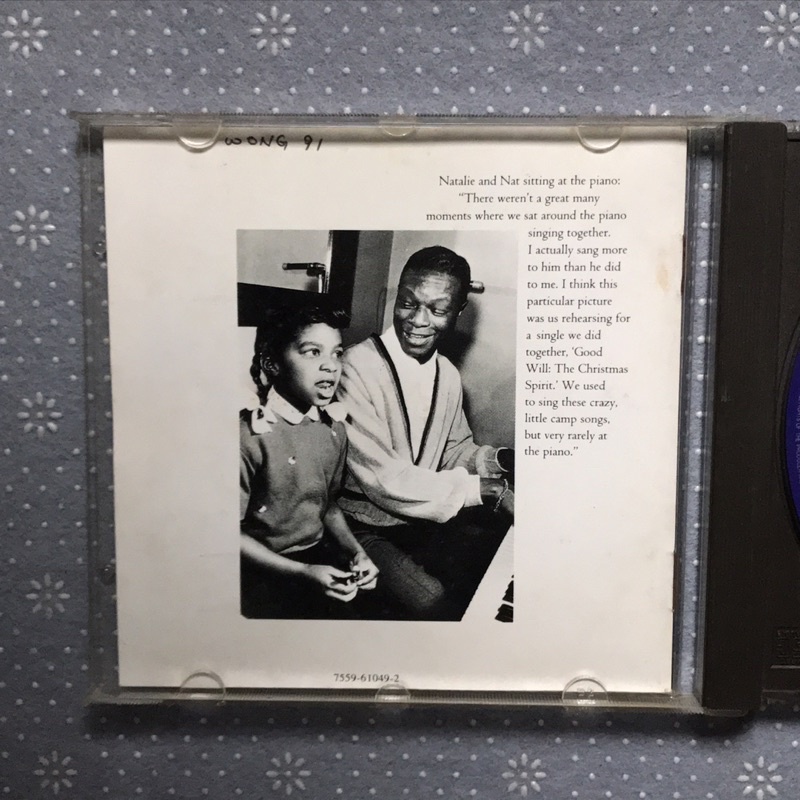 WONG 91
Natalie and Nat sitting at the piano:
“There weren’t a great many
moments where we sat around the piano
singing together.
I actually sang more
to him than he did
to me. I think this
particular picture
was us rehearsing for
a single we did
together, ‘Good
Will: The Christmas
Spirit.’ We used
to sing these crazy,
little camp songs,
but very rarely at
the piano.”
7559-61049-2